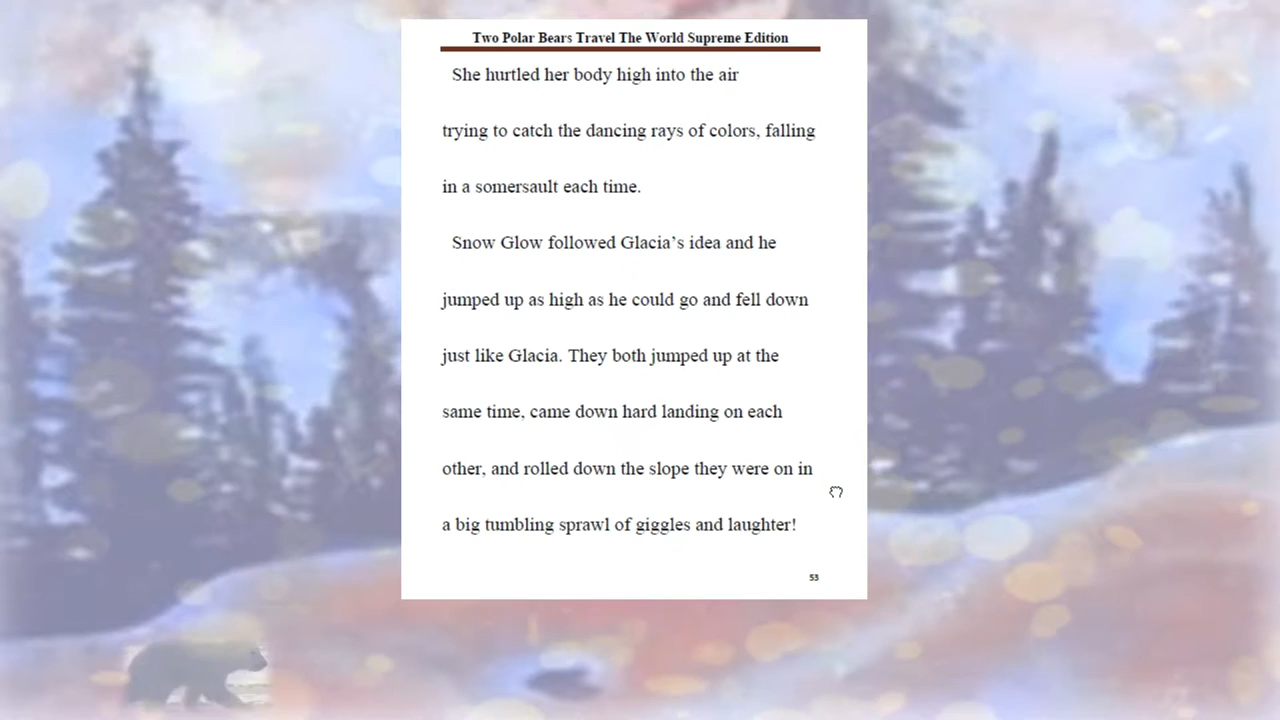 Two Polar Bears Travel The World Supreme Edition
She hurtled her body high into the air
trying to catch the dancing rays of colors, falling
in a somersault each time.
Snow Glow followed Glacia’s idea and he
jumped up as high as he could go and fell down
just like Glacia. They both jumped up at the
same time, came down hard landing on each
other, and rolled down the slope they were on in
a big tumbling sprawl of giggles and laughter!
53